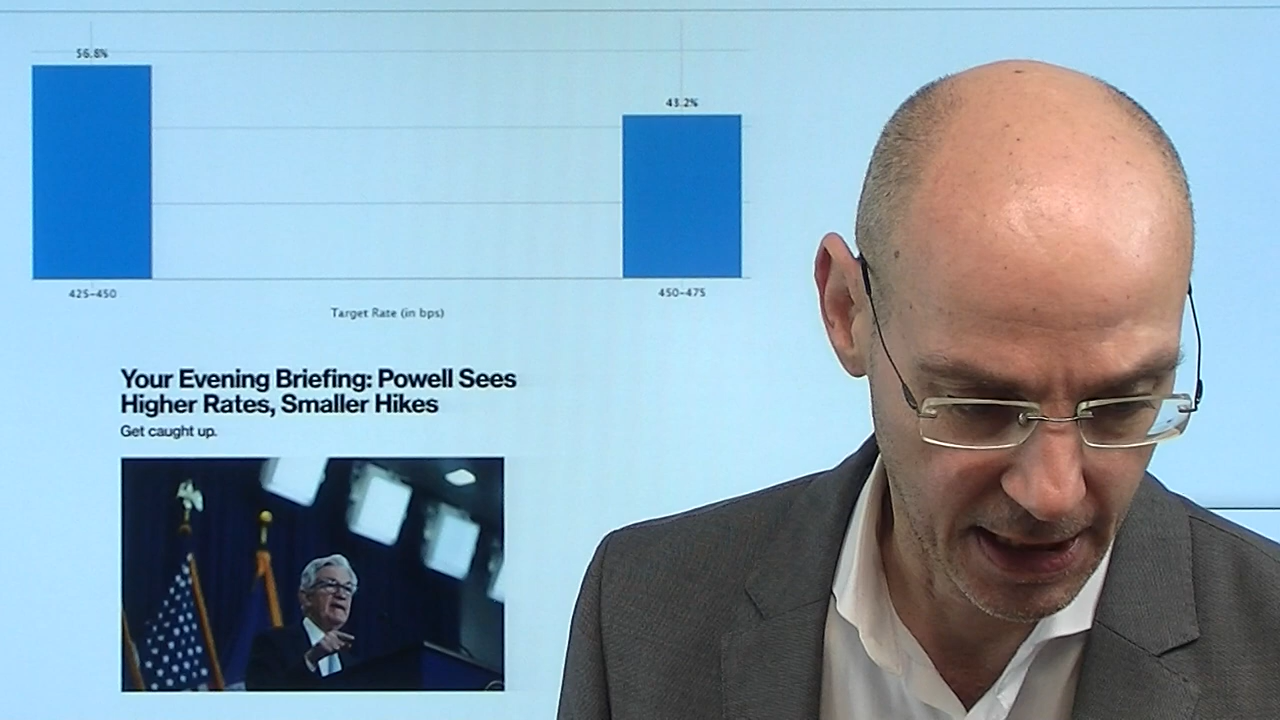 56.8%
43.2%
425-450
450-475
Target Rate (in bps)
Your Evening Briefing: Powell Sees
Higher Rates, Smaller Hikes
Get caught up.